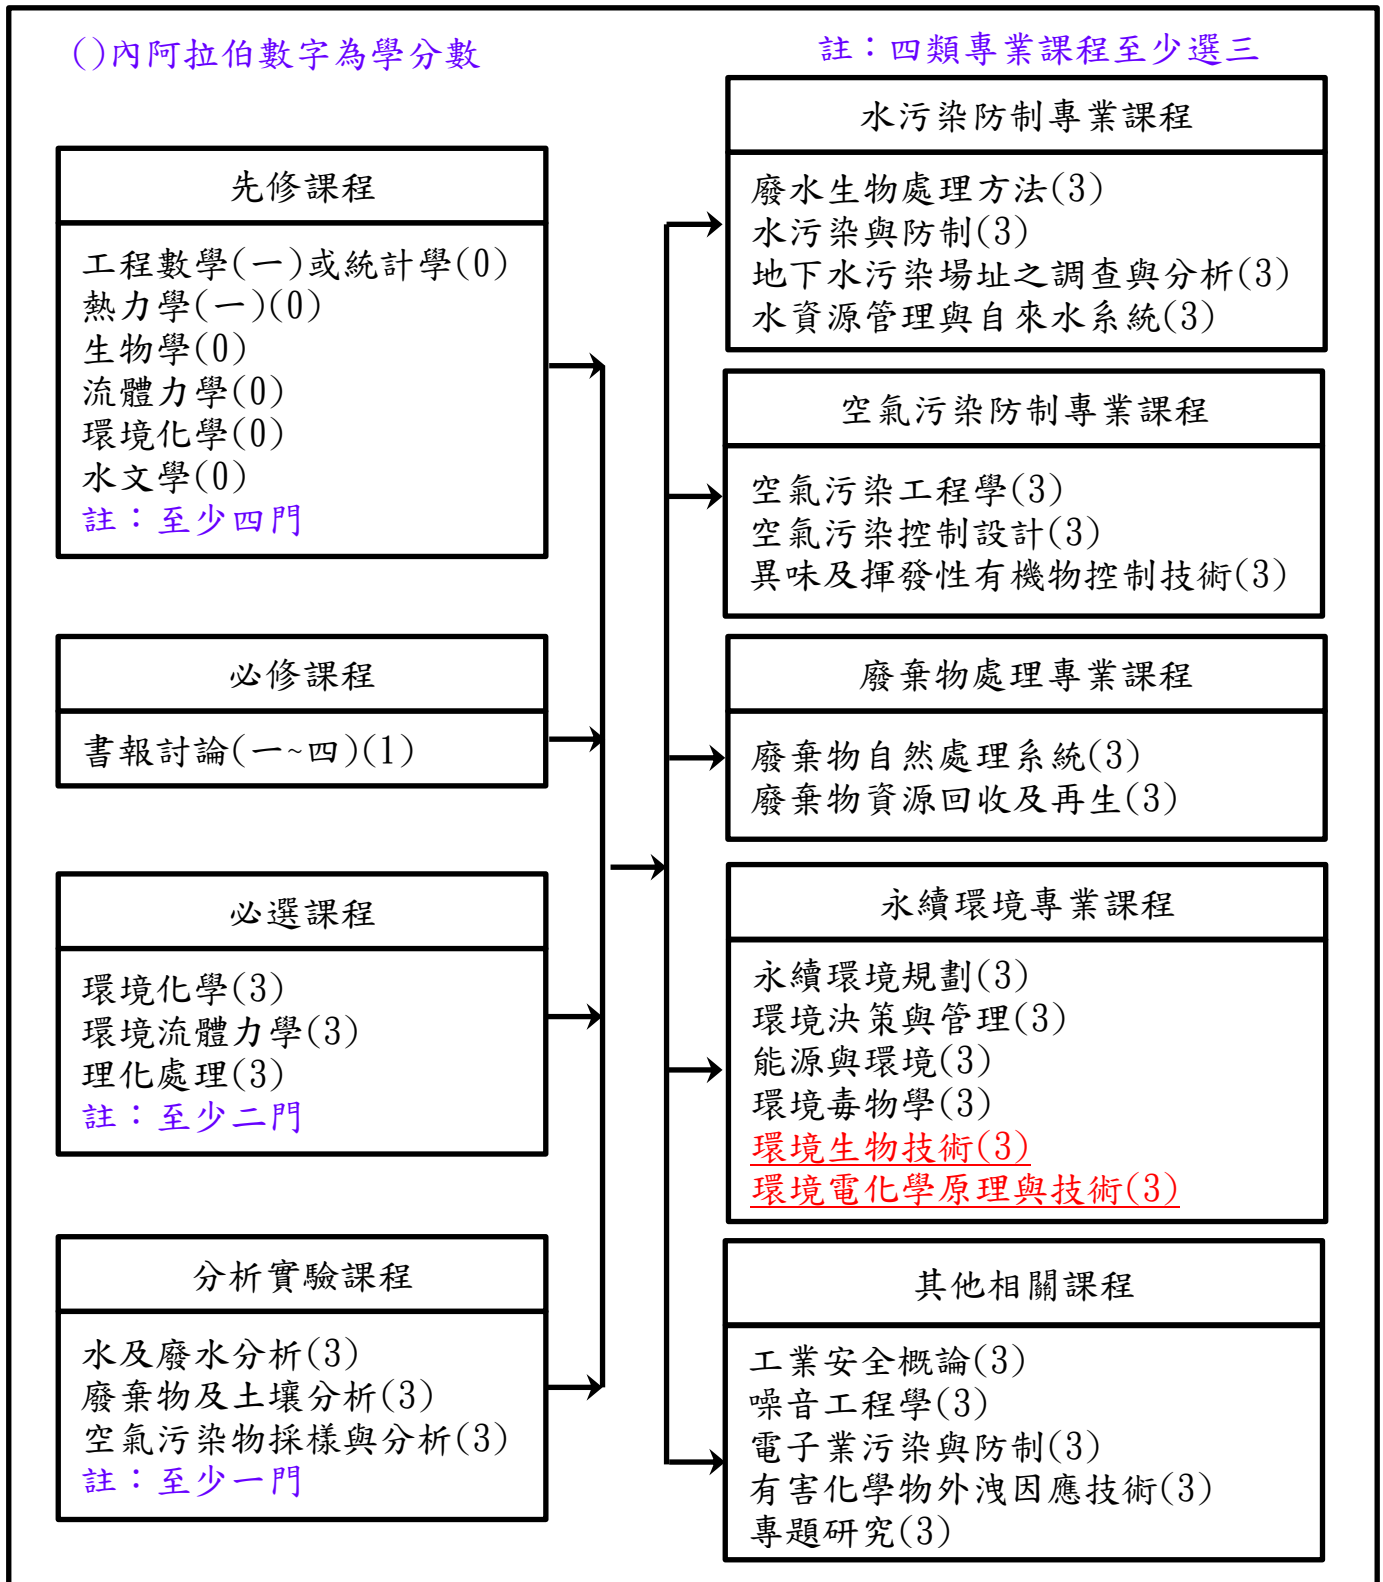 ()內阿拉伯數字為學分數
先修課程
工程數學(一)或統計學(0)
熱力學(一)(0)
生物學(0)
流體力學(0)
環境化學(0)
水文學(0)
註：至少四門
必修課程
書報討論(一~四)(1)
必選課程
環境化學(3)
環境流體力學(3)
理化處理(3)
註：至少二門
分析實驗課程
水及廢水分析(3)
廢棄物及土壤分析(3)
空氣污染物採樣與分析(3)
註：至少一門
註：四類專業課程至少選三
水污染防制專業課程
廢水生物處理方法(3)
水污染與防制(3)
地下水污染場址之調查與分析(3)
水資源管理與自來水系統(3)
空氣污染防制專業課程
空氣污染工程學(3)
空氣污染控制設計(3)
異味及揮發性有機物控制技術(3)
廢棄物處理專業課程
廢棄物自然處理系統(3)
廢棄物資源回收及再生(3)
永續環境專業課程
永續環境規劃(3)
環境決策與管理(3)
能源與環境(3)
環境毒物學(3)
環境生物技術(3)
環境電化學原理與技術(3)
其他相關課程
工業安全概論(3)
噪音工程學(3)
電子業污染與防制(3)
有害化學物外洩因應技術(3)
專題研究(3)